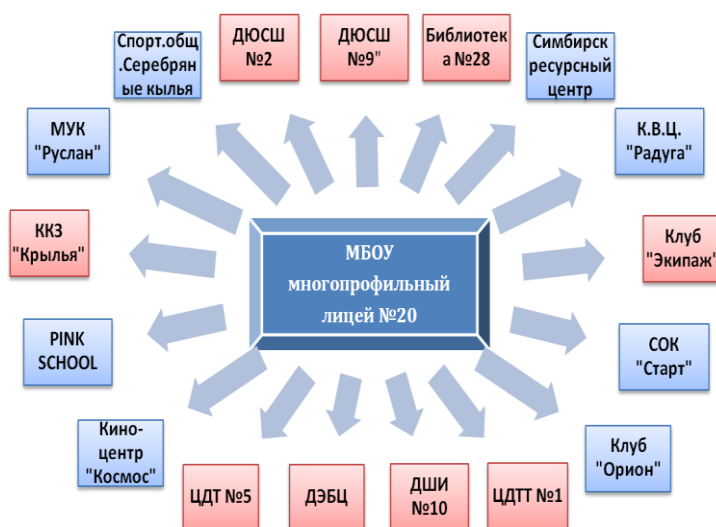 Спорт.общ
.Серебрян
ые кылья
ДЮСШ
№2
ДЮСШ
№9"
Библиотек
а №28
Симбирск
ресурсный
центр
МУК
"Руслан"
К.В.Ц.
"Радуга"
ККЗ
"Крылья"
МБОУ
многопрофильный
лицей №20
Клуб
"Экипаж"
PINK
SCHOOL
СОК
"Старт"
Кино-
центр
"Космос"
Клуб
"Орион"
ЦДТ №5
ДЭБЦ
ДШИ
№10
ЦДТТ №1